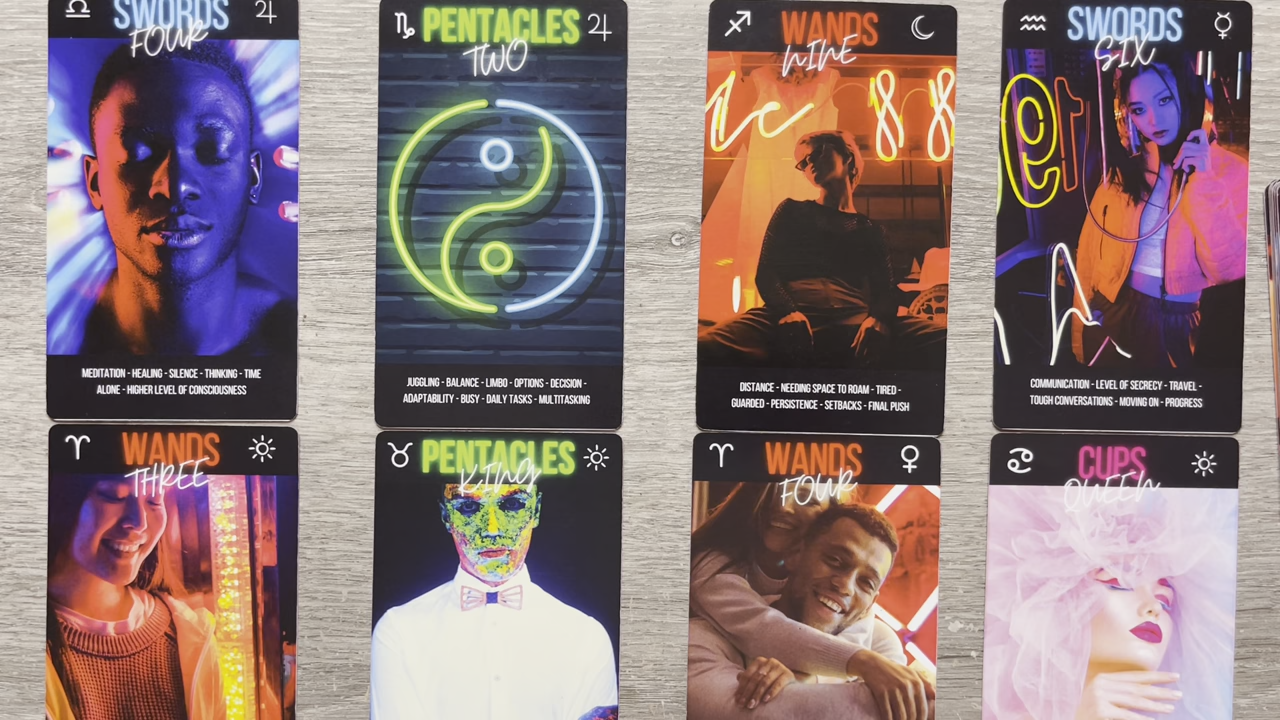 SWORDS
FOUR
MEDITATION - HEALING - SILENCE - THINKING - TIME
ALONE - HIGHER LEVEL OF CONSCIOUSNESS
PENTACLES
TWO
JUGGLING - BALANCE - LIMBO - OPTIONS - DECISION -
ADAPTABILITY - BUSY - DAILY TASKS - MULTITASKING
WANDS
NINE
88
DISTANCE - NEEDING SPACE TO ROAM - TIRED -
GUARDED - PERSISTENCE - SETBACKS - FINAL PUSH
SWORDS
SIX
COMMUNICATION - LEVEL OF SECRECY - TRAVEL -
TOUGH CONVERSATIONS - MOVING ON - PROGRESS
WANDS
THREE
PENTACLES
KING
WANDS
FOUR
CUPS
QUEEN